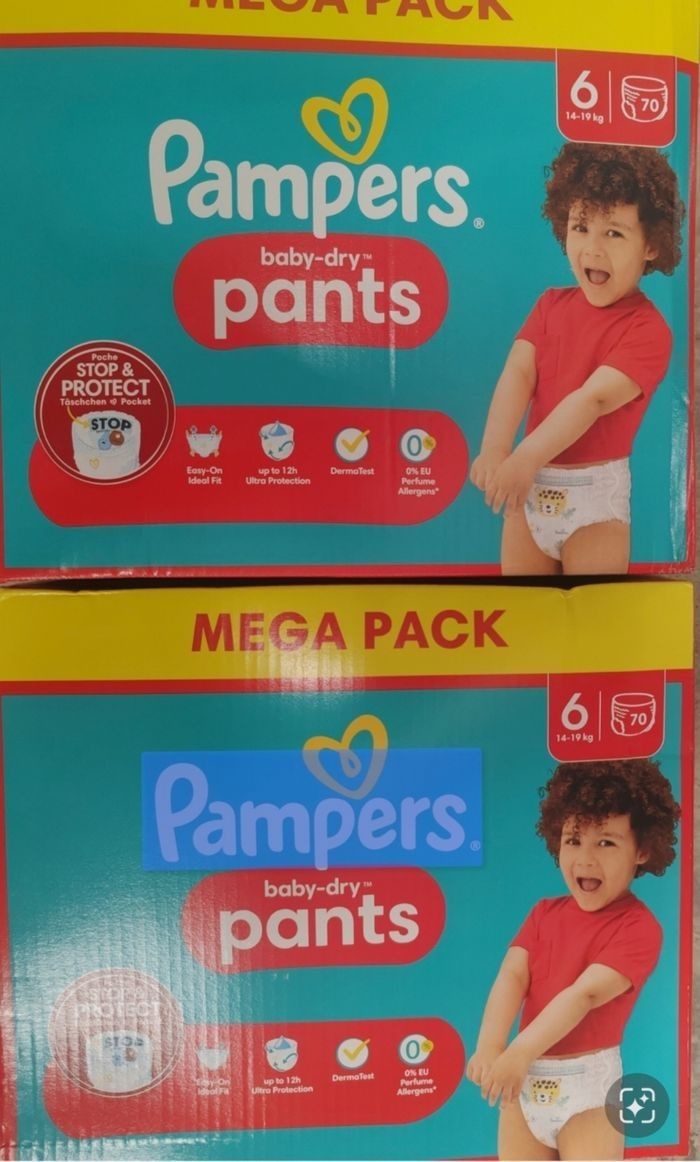 MEGA PACK
6
14-19 kg
70
Pampers®
baby-dry™
pants
Poche
STOP &
PROTECT
Täschchen Pocket
STOP
Easy-On
Ideal Fit
up to 12h
Ultra Protection
DermaTest
0%
0% EU
Perfume
Allergens*
MEGA PACK
6
14-19 kg
70
Pampers®
baby-dry™
pants
STOP &
PROTECT
STOP
Easy-On
Ideal Fit
up to 12h
Ultra Protection
DermaTest
0%
0% EU
Perfume
Allergens*